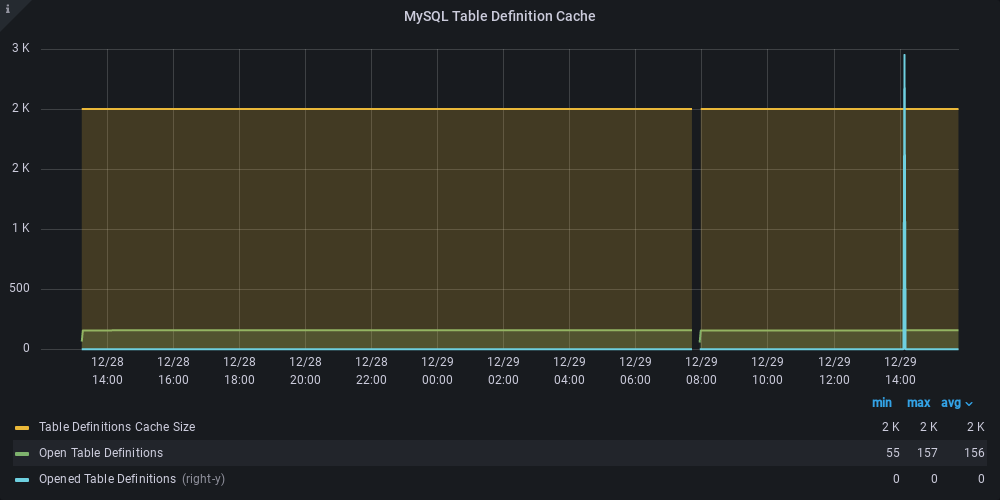 i
MySQL Table Definition Cache
3 K
2 K
2 K
1 K
500
0
12/28 12/28 12/28 12/28 12/28 12/29 12/29 12/29 12/29 12/29 12/29 12/29 12/29
14:00 16:00 18:00 20:00 22:00 00:00 02:00 04:00 06:00 08:00 10:00 12:00 14:00
min max avg
Table Definitions Cache Size 2 K 2 K 2 K
Open Table Definitions 55 157 156
Opened Table Definitions (right-y) 0 0 0